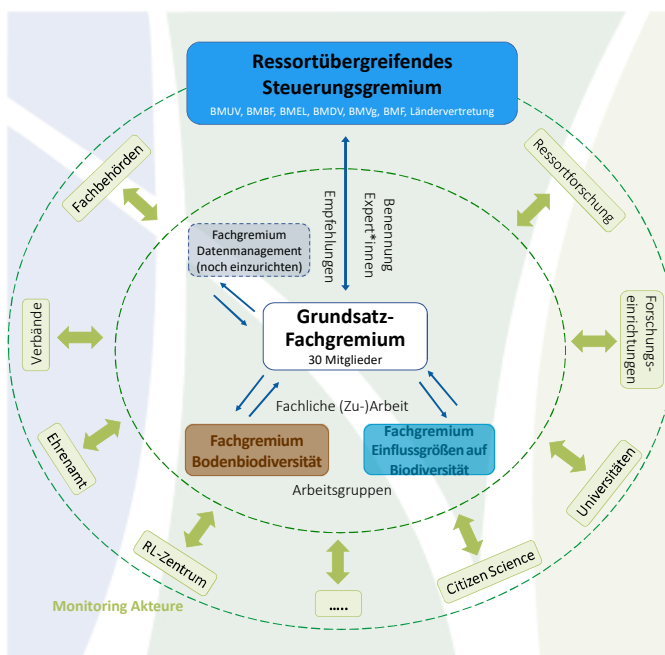 Ressortübergreifendes
Steuerungsgremium
BMUV, BMBF, BMEL, BMDV, BMVg, BMF, Ländervertretung
Fachbehörden
Ressortforschung
Empfehlungen
Benennung
Expert*innen
Fachgremium
Datenmanagement
(noch einzurichten)
Grundsatz-
Fachgremium
30 Mitglieder
Verbände
Forschungs-
einrichtungen
Fachliche (Zu-)Arbeit
Fachgremium
Bodenbiodiversität
Fachgremium
Einflussgrößen auf
Biodiversität
Arbeitsgruppen
Ehrenamt
Universitäten
RL-Zentrum
Citizen Science
…..
Monitoring Akteure